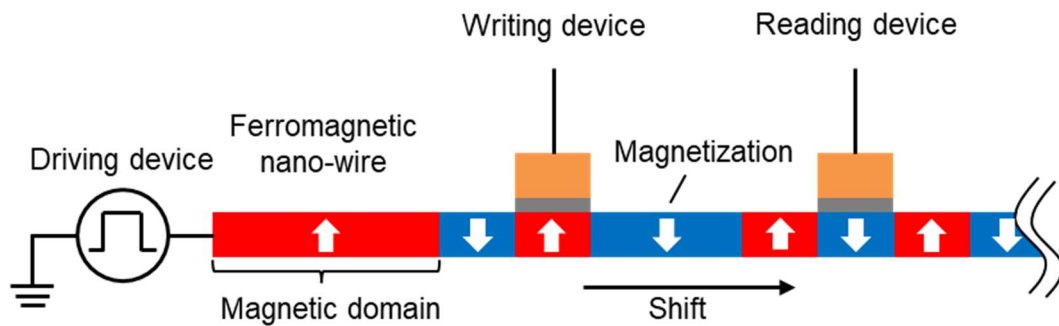 Writing device
Reading device
Ferromagnetic
nano-wire
Driving device
Magnetization
Magnetic domain
Shift